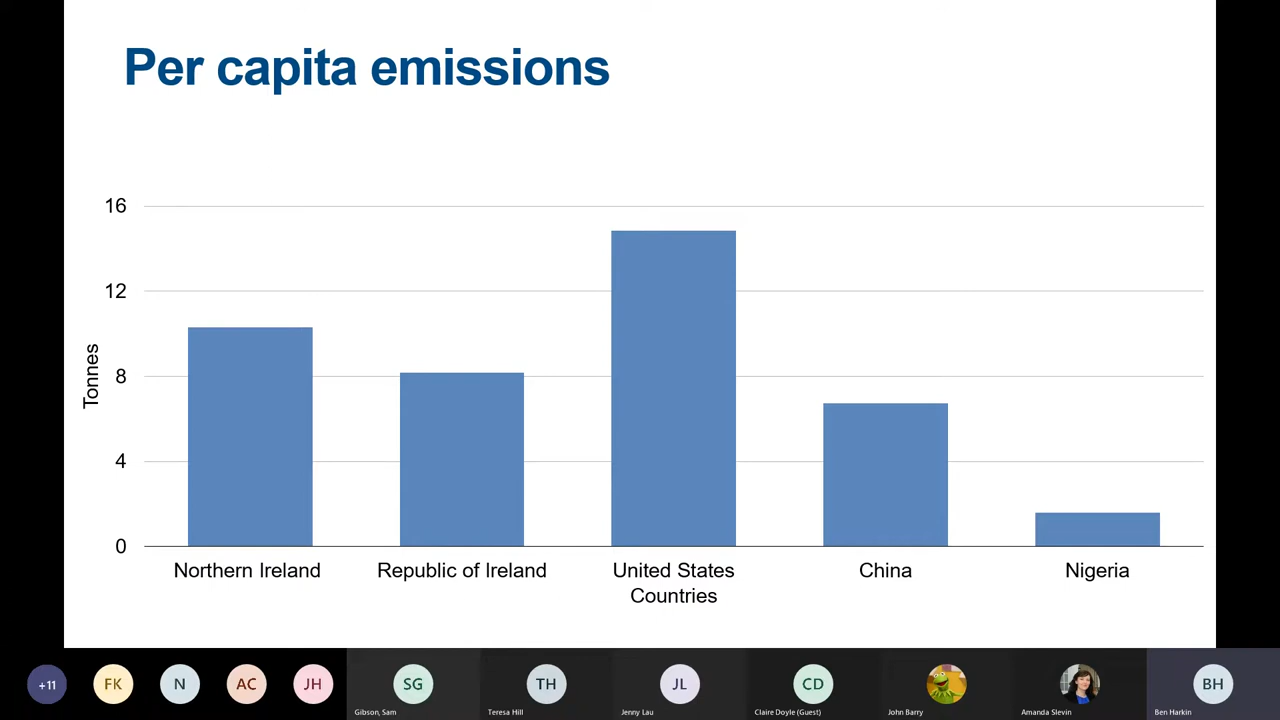 Per capita emissions
16
12
8
4
0
Tonnes
Northern Ireland
Republic of Ireland
United States
China
Nigeria
Countries
+11
FK
N
AC
JH
SG
TH
JL
CD
BH
Gibson, Sam
Teresa Hill
Jenny Lau
Claire Doyle (Guest)
John Barry
Amanda Slevin
Ben Harkin